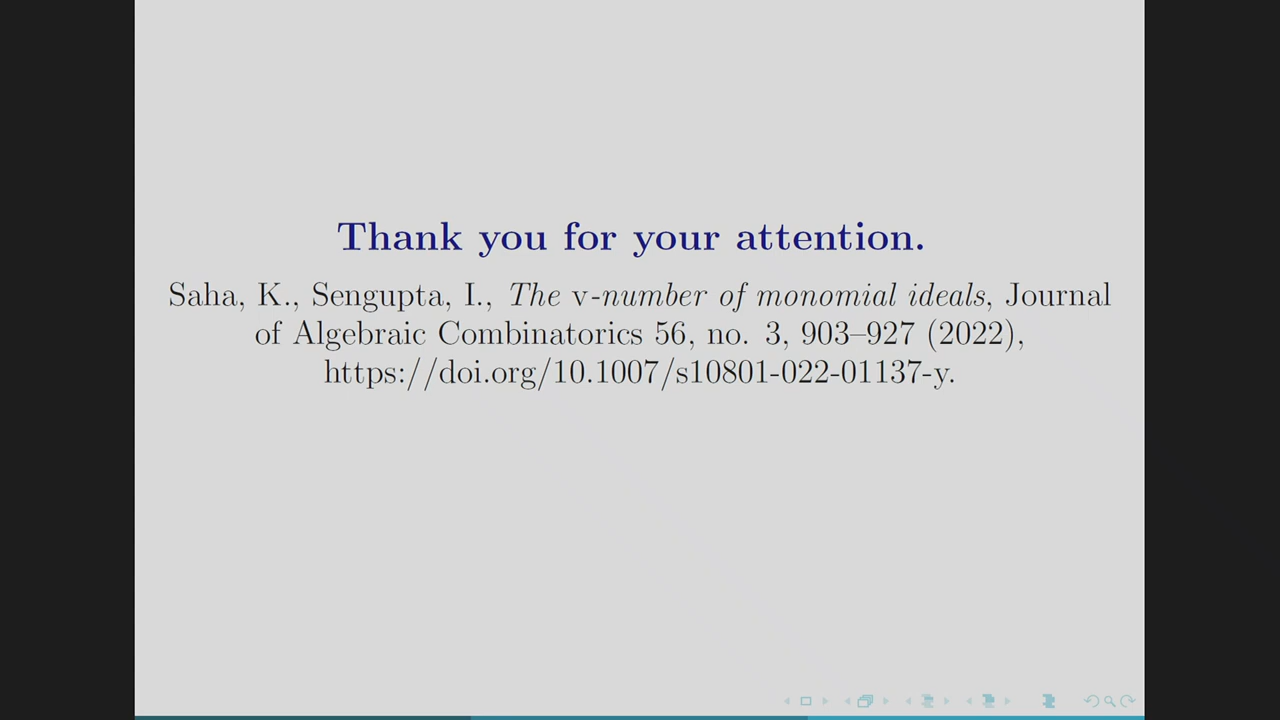 Thank you for your attention.
Saha, K., Sengupta, I., The v-number of monomial ideals, Journal
of Algebraic Combinatorics 56, no. 3, 903–927 (2022),
https://doi.org/10.1007/s10801-022-01137-y.